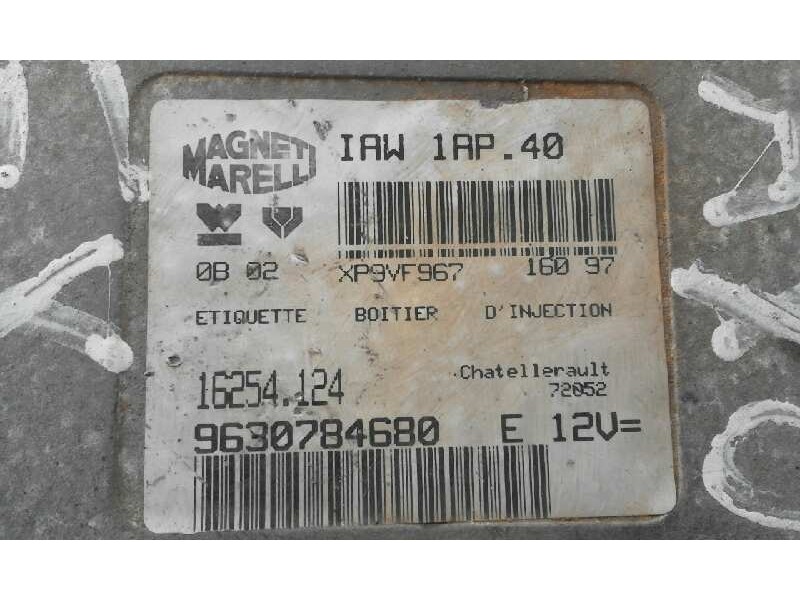 MAGNETI MARELLI
IAW 1AP.40
0B 02 XP9VF967 160 97
ETIQUETTE BOITIER D'INJECTION
16254.124 Chatellerault
72052
9630784680 E 12V=